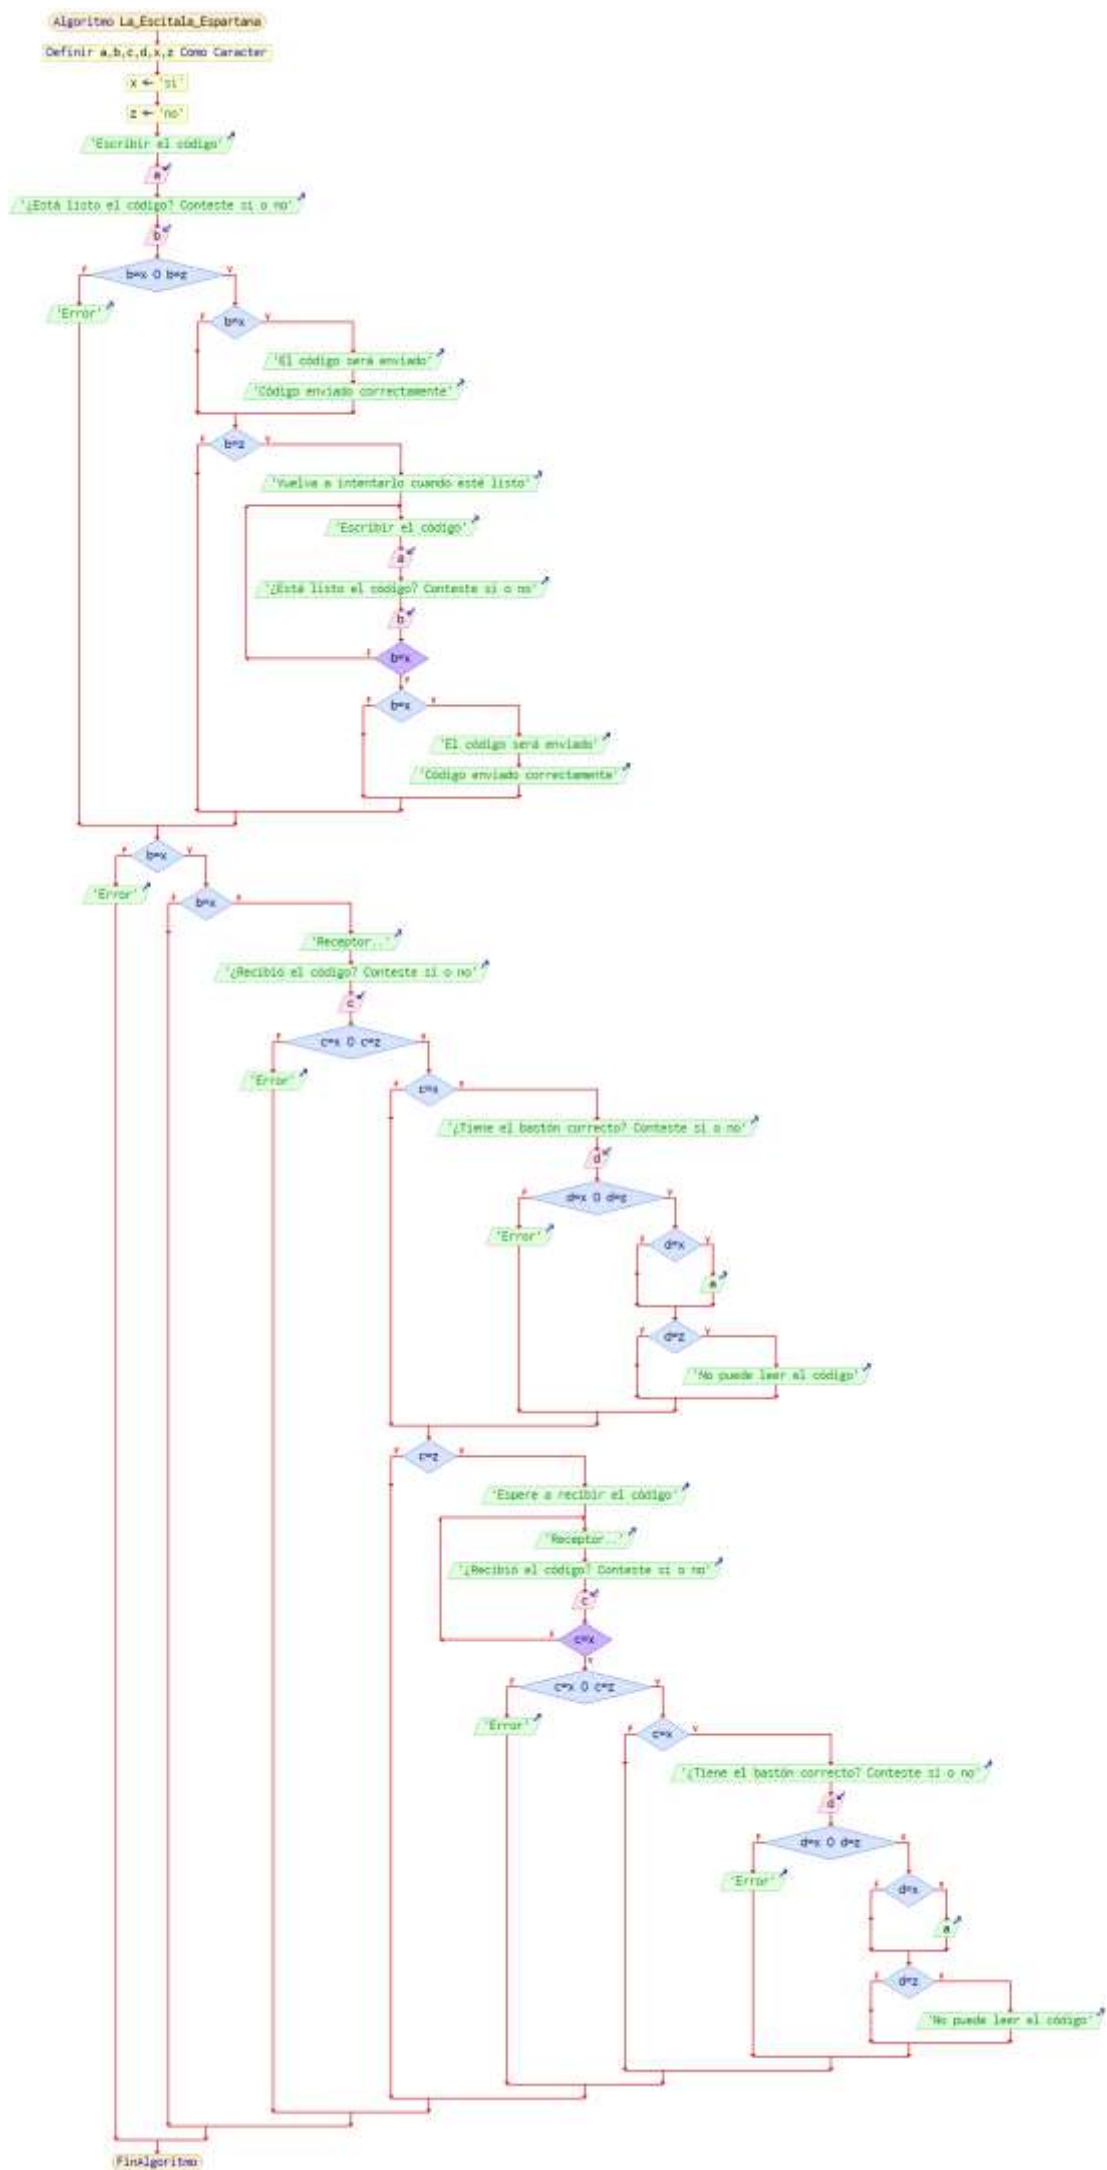 Algoritmo La_Escitala_Espartana
Definir a,b,c,d,x,z Como Caracter
x ← 'si'
z ← 'no'
'Escribir el código'
a
'¿Está listo el código? Conteste si o no'
b
F b=x O b=z V
'Error'
F b=x V
'El código será enviado'
'Código enviado correctamente'
F b=z V
'Vuelva a intentarlo cuando esté listo'
'Escribir el código'
a
'¿Está listo el código? Conteste si o no'
b
F b=x
V
F b=x V
'El código será enviado'
'Código enviado correctamente'
F b=x V
'Error'
F b=x V
'Receptor..'
'¿Recibió el código? Conteste si o no'
c
F c=x O c=z V
'Error'
F c=x V
'¿Tiene el bastón correcto? Conteste si o no'
d
F d=x O d=z V
'Error'
F d=x V
a
F d=z V
'No puede leer el código'
F c=z V
'Espere a recibir el código'
'Receptor..'
'¿Recibió el código? Conteste si o no'
c
F c=x
V
F c=x O c=z V
'Error'
F c=x V
'¿Tiene el bastón correcto? Conteste si o no'
d
F d=x O d=z V
'Error'
F d=x V
a
F d=z V
'No puede leer el código'
FinAlgoritmo